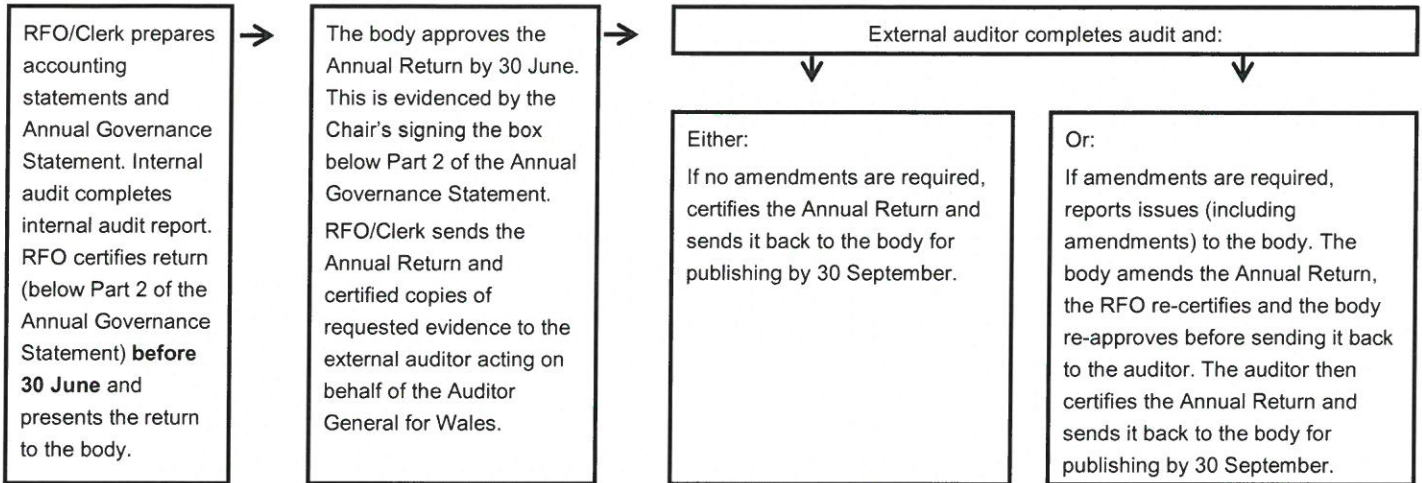 RFO/Clerk prepares
accounting
statements and
Annual Governance
Statement. Internal
audit completes
internal audit report.
RFO certifies return
(below Part 2 of the
Annual Governance
Statement) before
30 June and
presents the return
to the body.
The body approves the
Annual Return by 30 June.
This is evidenced by the
Chair's signing the box
below Part 2 of the Annual
Governance Statement.
RFO/Clerk sends the
Annual Return and
certified copies of
requested evidence to the
external auditor acting on
behalf of the Auditor
General for Wales.
External auditor completes audit and:
Either:
If no amendments are required,
certifies the Annual Return and
sends it back to the body for
publishing by 30 September.
Or:
If amendments are required,
reports issues (including
amendments) to the body. The
body amends the Annual Return,
the RFO re-certifies and the body
re-approves before sending it back
to the auditor. The auditor then
certifies the Annual Return and
sends it back to the body for
publishing by 30 September.